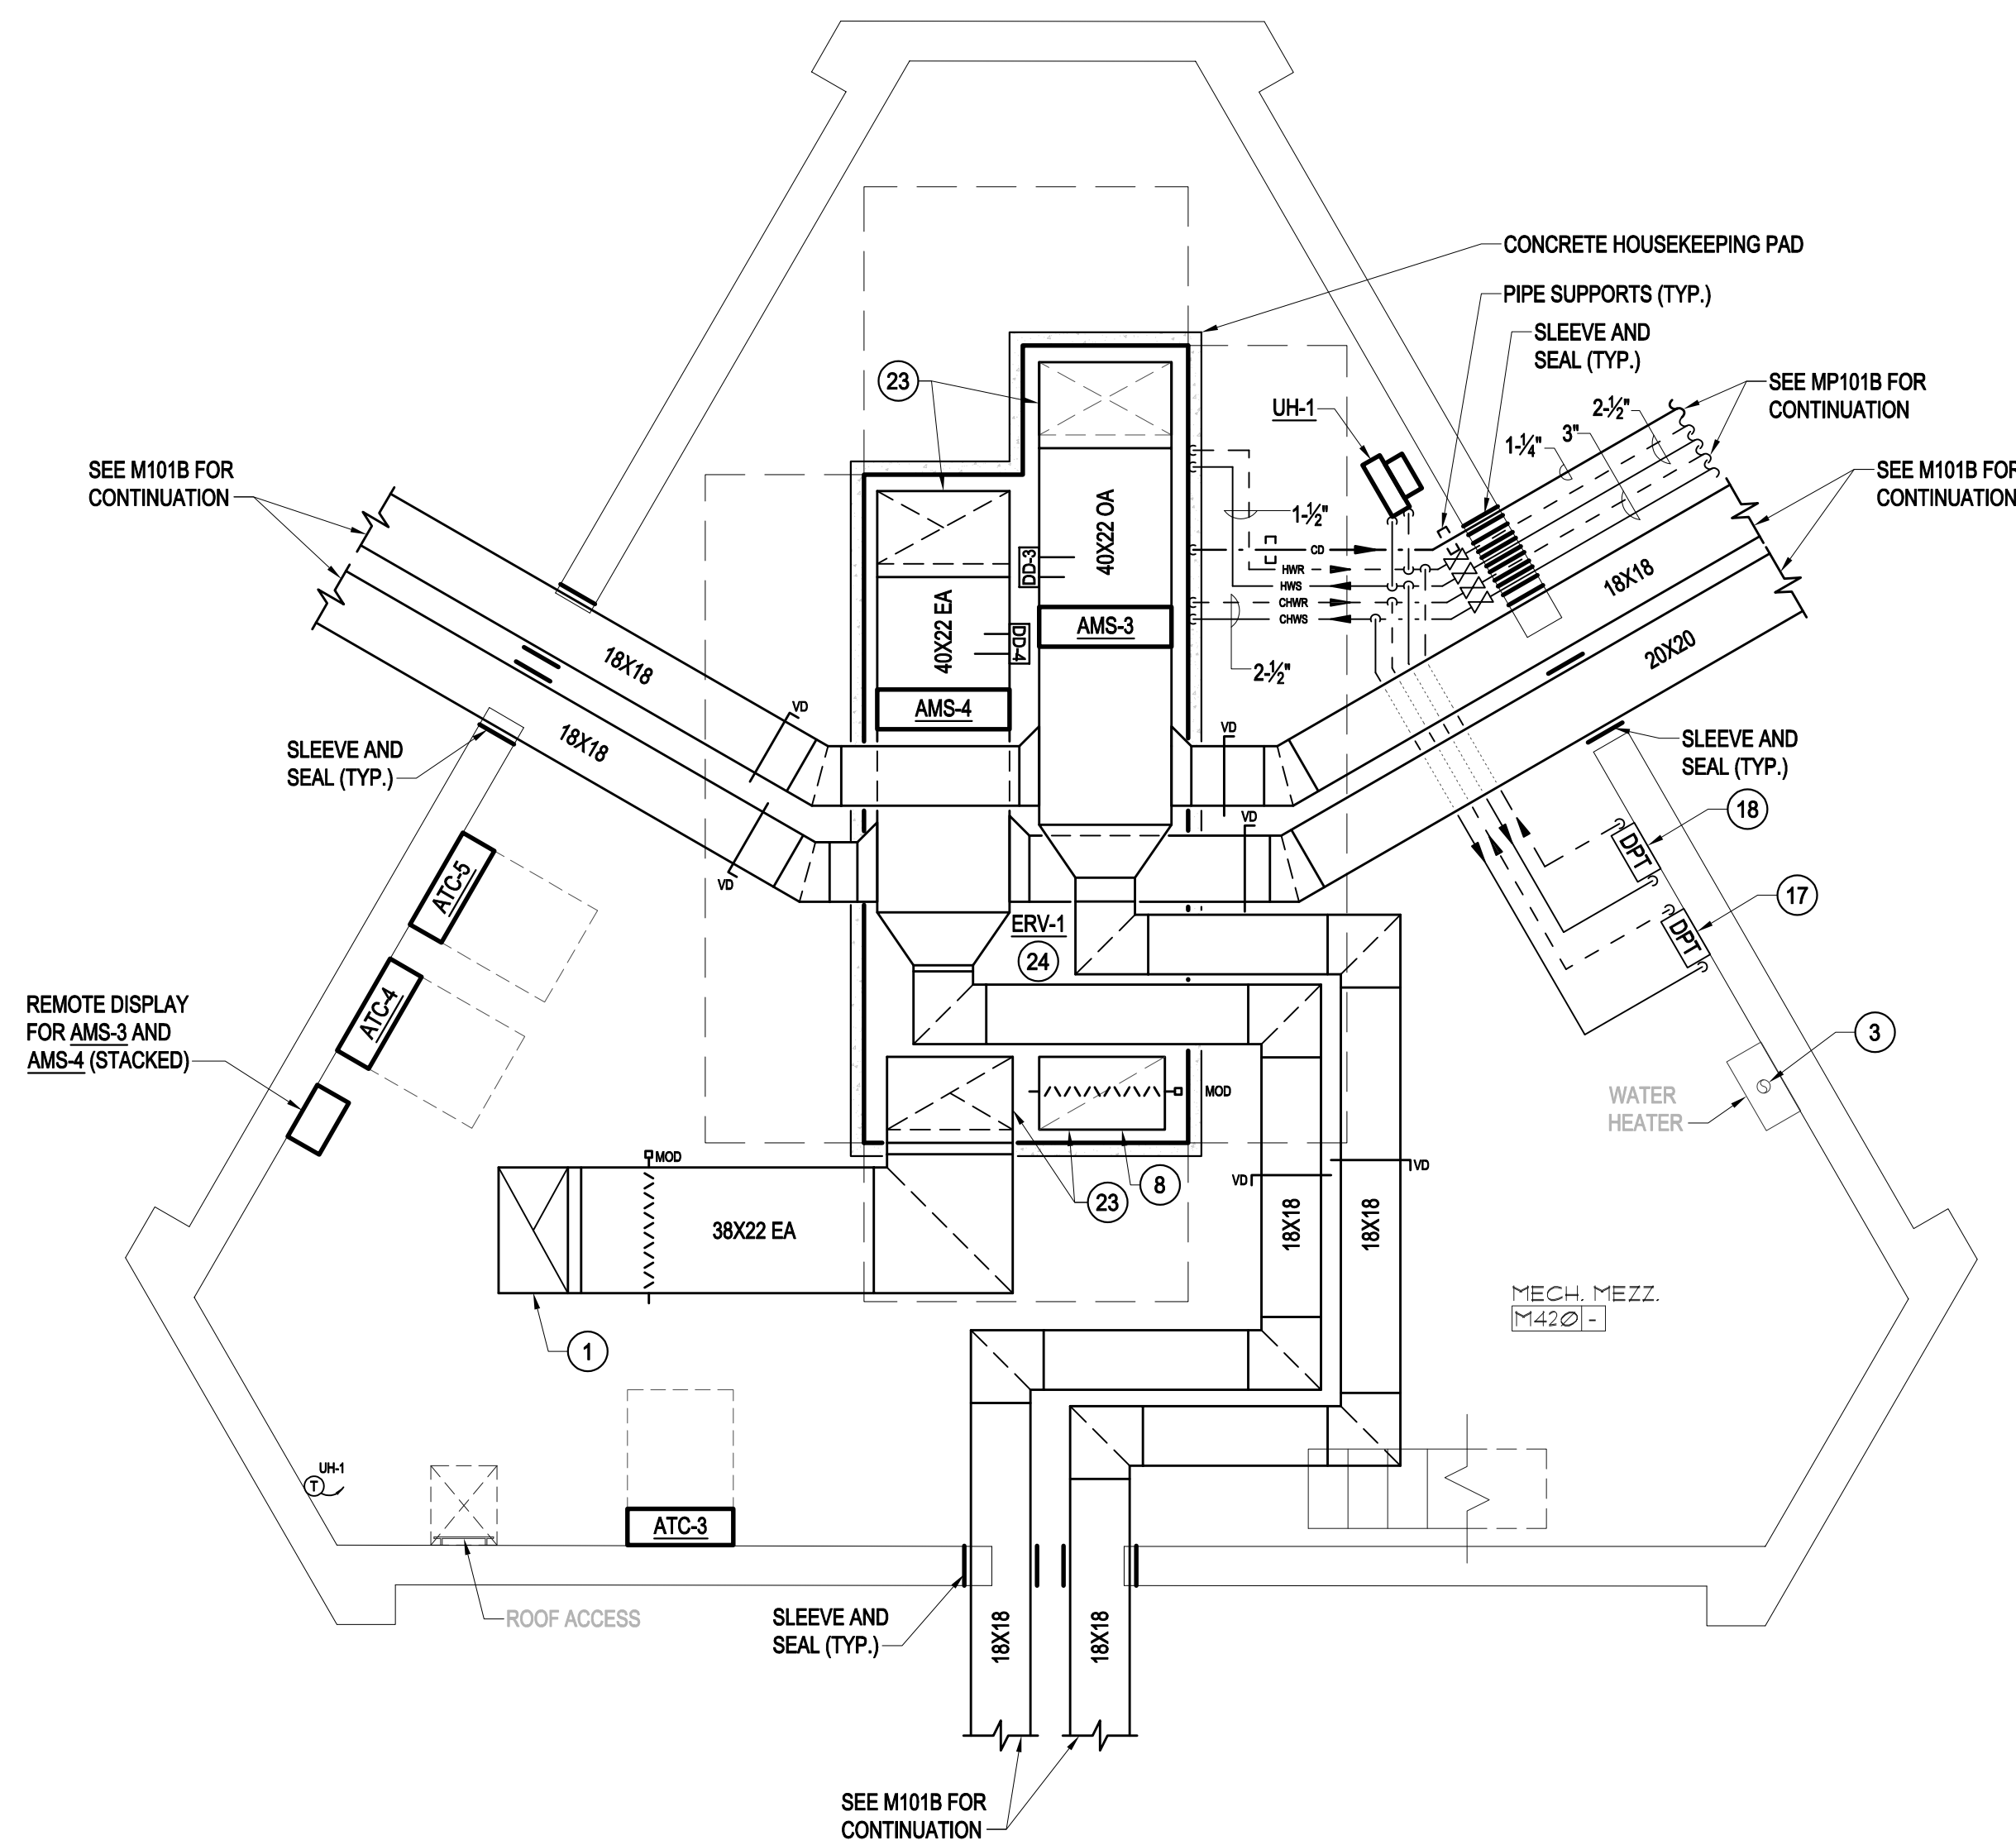 CONCRETE HOUSEKEEPING PAD
PIPE SUPPORTS (TYP.)
SLEEVE AND
SEAL (TYP.)
SEE MP101B FOR
CONTINUATION
2-½"
3"
1-¼"
UH-1
23
SEE M101B FOR
CONTINUATION
SEE M101B FOR
CONTINUATION
1-½"
40X22 OA
DD-3
CD
HWR
HWS
CHWR
CHWS
18X18
40X22 EA
DD-4
AMS-3
18X18
20X20
2-½"
AMS-4
VD
VD
18X18
SLEEVE AND
SEAL (TYP.)
SLEEVE AND
SEAL (TYP.)
VD
VD
18
DPT
17
DPT
ATC-5
ERV-1
24
ATC-4
REMOTE DISPLAY
FOR AMS-3 AND
AMS-4 (STACKED)
3
WATER
HEATER
MOD
MOD
8
23
VD
VD
38X22 EA
18X18
18X18
1
MECH. MEZZ.
M420 -
UH-1
T
ATC-3
ROOF ACCESS
SLEEVE AND
SEAL (TYP.)
18X18
18X18
SEE M101B FOR
CONTINUATION